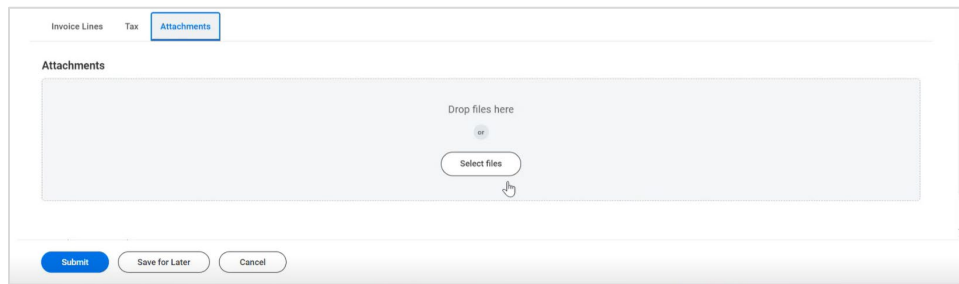 Invoice Lines Tax Attachments
Attachments
Drop files here
or
Select files
Submit Save for Later Cancel